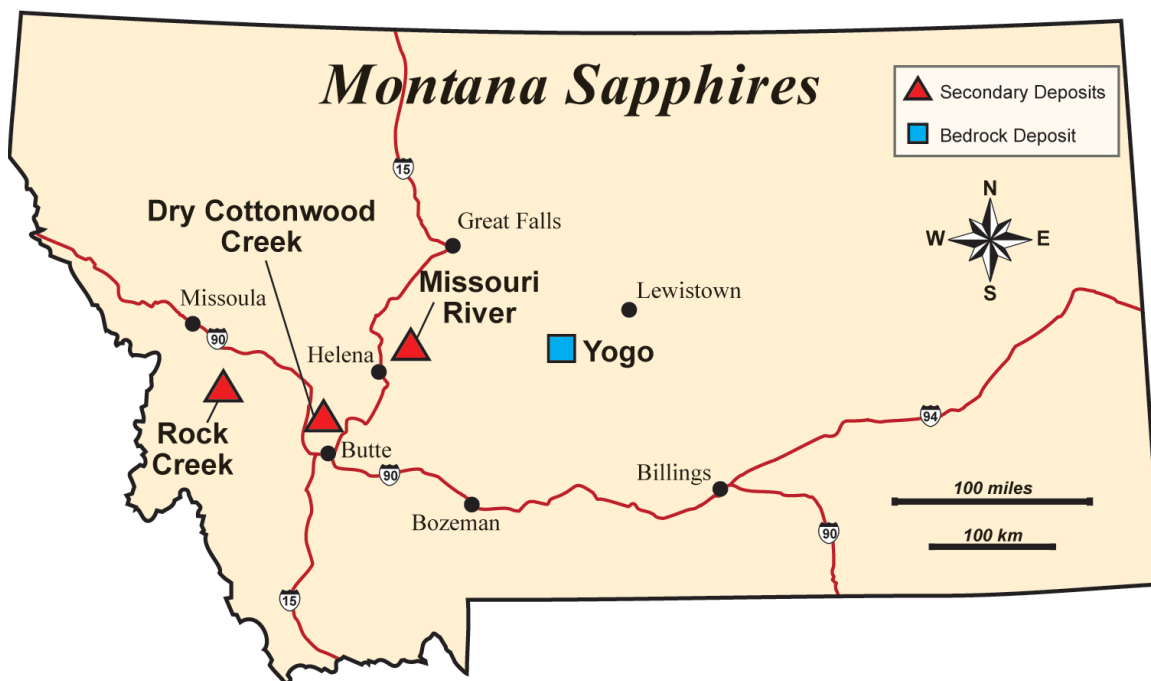 Montana Sapphires
Secondary Deposits
Bedrock Deposit
15
N
W
E
S
Dry Cottonwood
Creek
Great Falls
Missouri
River
Lewistown
Missoula
90
Helena
Yogo
Rock
Creek
Butte
90
94
Billings
100 miles
Bozeman
90
100 km
15